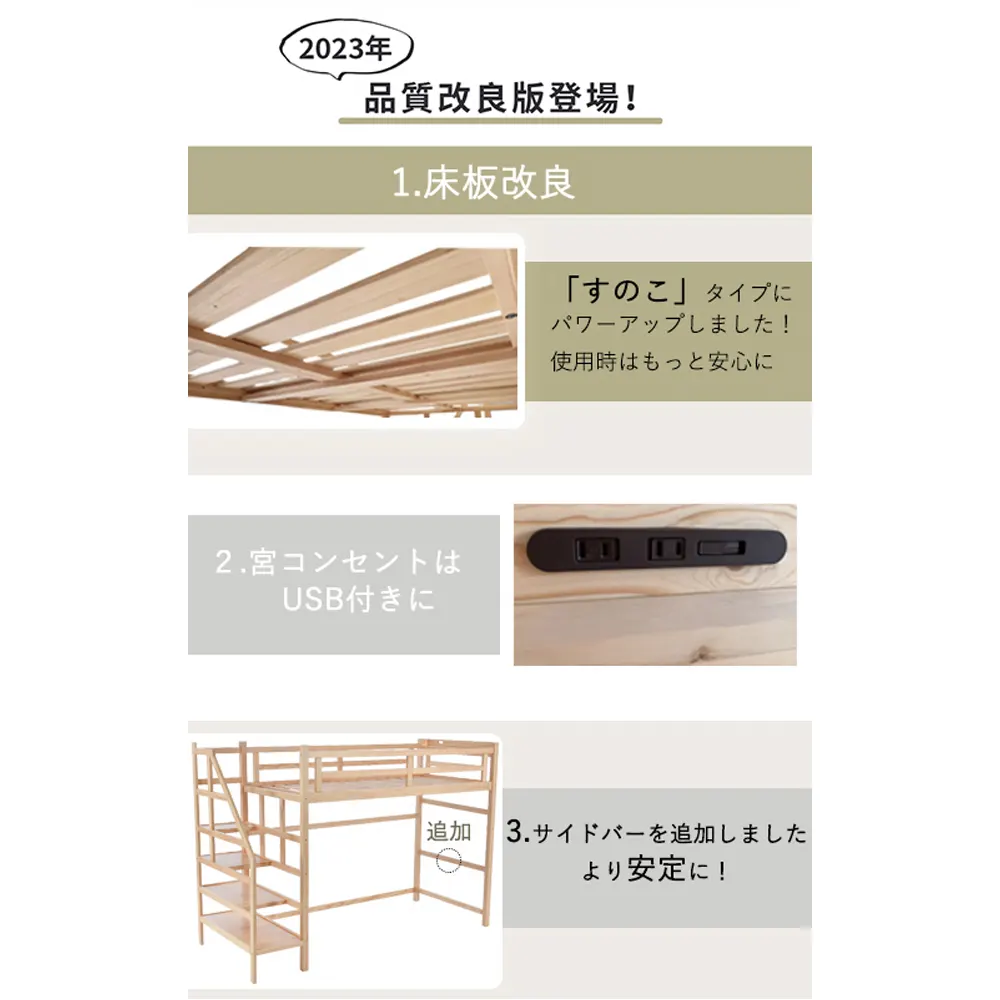 2023年
品質改良版登場!
1.床板改良
「すのこ」タイプに
パワーアップしました!
使用時はもっと安心に
2.宮コンセントは
USB付きに
追加
3.サイドバーを追加しました
より安定に!